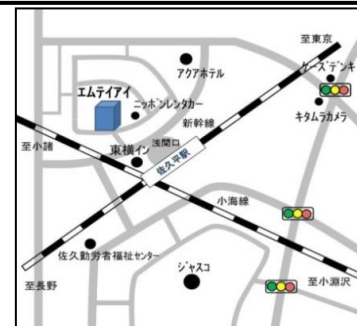 至東京
ケーズデンキ
アクアホテル
エムテイアイ
ニッポンレンタカー
キタムラカメラ
新幹線
浅間口
至小諸
東横イン
佐久平駅
小海線
佐久勤労者福祉センター
ジャスコ
至長野
至小淵沢